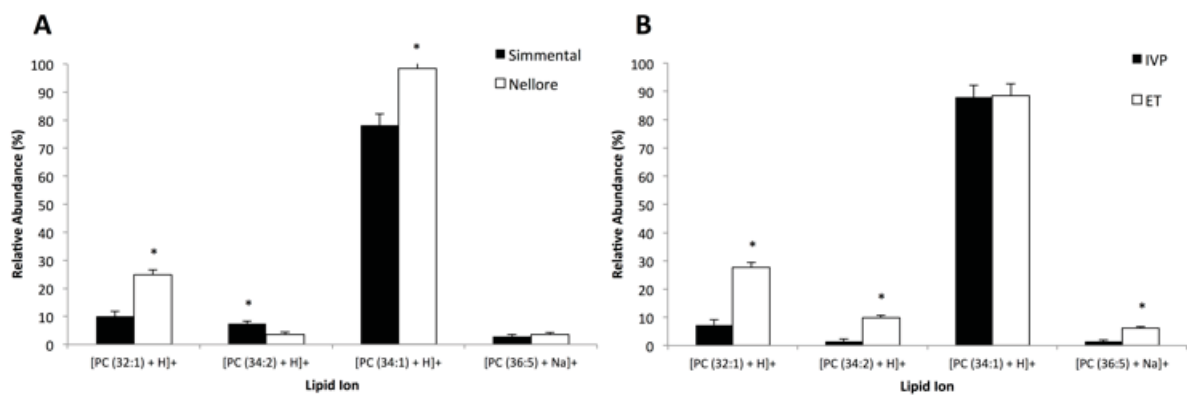 A
Simmental
Nellore
Relative Abundance (%)
100
90
80
70
60
50
40
30
20
10
0
*
*
*
[PC (32:1) + H]+ [PC (34:2) + H]+ [PC (34:1) + H]+ [PC (36:5) + Na]+
Lipid Ion
B
IVP
ET
Relative Abundance (%)
100
90
80
70
60
50
40
30
20
10
0
*
*
*
[PC (32:1) + H]+ [PC (34:2) + H]+ [PC (34:1) + H]+ [PC (36:5) + Na]+
Lipid Ion